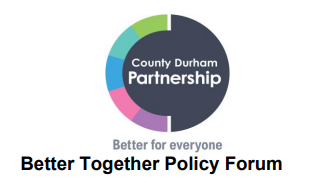 County Durham
Partnership
Better for everyone
Better Together Policy Forum